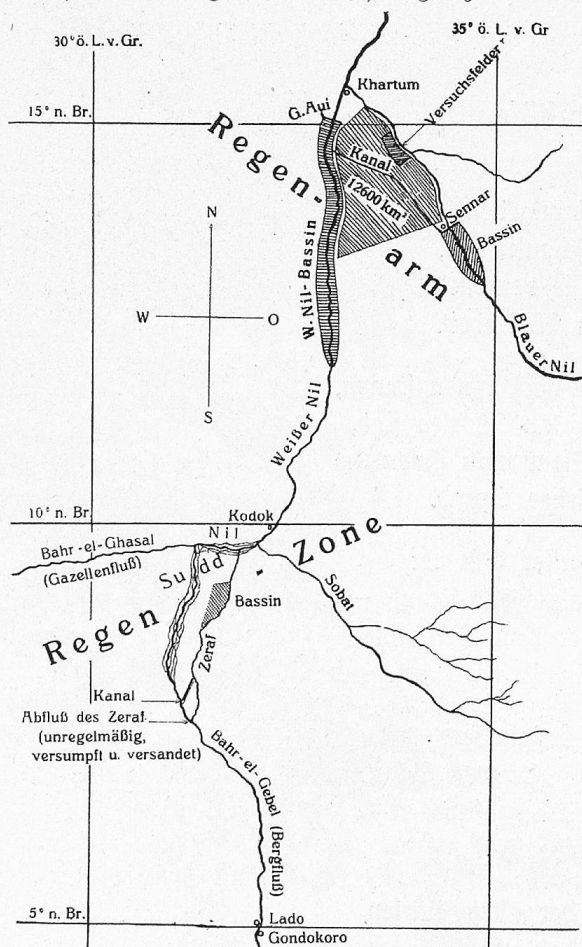 30° ö. L. v. Gr.
35° ö. L. v. Gr
Khartum
15° n. Br.
G. Aui
Versuchsfelder
Regen-
arm
Kanal
12600 km²
Sennar
Bassin
W. Nil-Bassin
N
W
O
S
Blauer Nil
Weißer Nil
10° n. Br.
Kodok
Nil
Bahr-el-Ghasal
(Gazellenfluß)
Sudd
Regen - Zone
Sobat
Bassin
Zeraf
Kanal
Abfluß des Zeraf
(unregelmäßig,
versumpft u. versandet)
Bahr-el-Gebel (Bergfluß)
5° n. Br.
Lado
Gondokoro